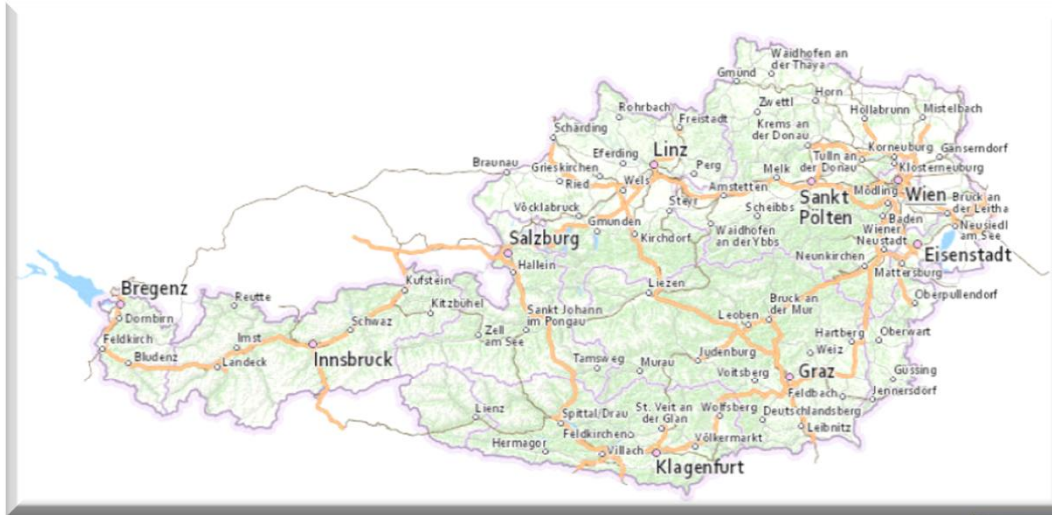 Waidhofen an
der Thaya
Gmünd
Zwettl
Horn
Hollabrunn
Mistelbach
Rohrbach
Freistadt
Krems an
der Donau
Schärding
Korneuburg
Gänserndorf
Linz
Tulln an
der Donau
Klosterneuburg
Braunau
Grieskirchen
Eferding
Perg
Melk
Ried
Wels
Amstetten
Sankt
Pölten
Mödling
Wien
Bruck an
der Leitha
Vöcklabruck
Steyr
Scheibbs
Baden
Gmunden
Waidhofen
an der Ybbs
Wiener
Neustadt
Neusiedl
am See
Salzburg
Kirchdorf
Eisenstadt
Hallein
Neunkirchen
Mattersburg
Bregenz
Kufstein
Liezen
Reutte
Kitzbühel
Bruck an
der Mur
Oberpullendorf
Dornbirn
Schwaz
Sankt Johann
im Pongau
Leoben
Feldkirch
Imst
Zell
am See
Hartberg
Oberwart
Bludenz
Landeck
Innsbruck
Tamsweg
Murau
Judenburg
Weiz
Voitsberg
Graz
Güssing
Feldbach
Jennersdorf
Lienz
Spittal/Drau
St. Veit an
der Glan
Wolfsberg
Deutschlandsberg
Leibnitz
Hermagor
Feldkirchen
Völkermarkt
Villach
Klagenfurt